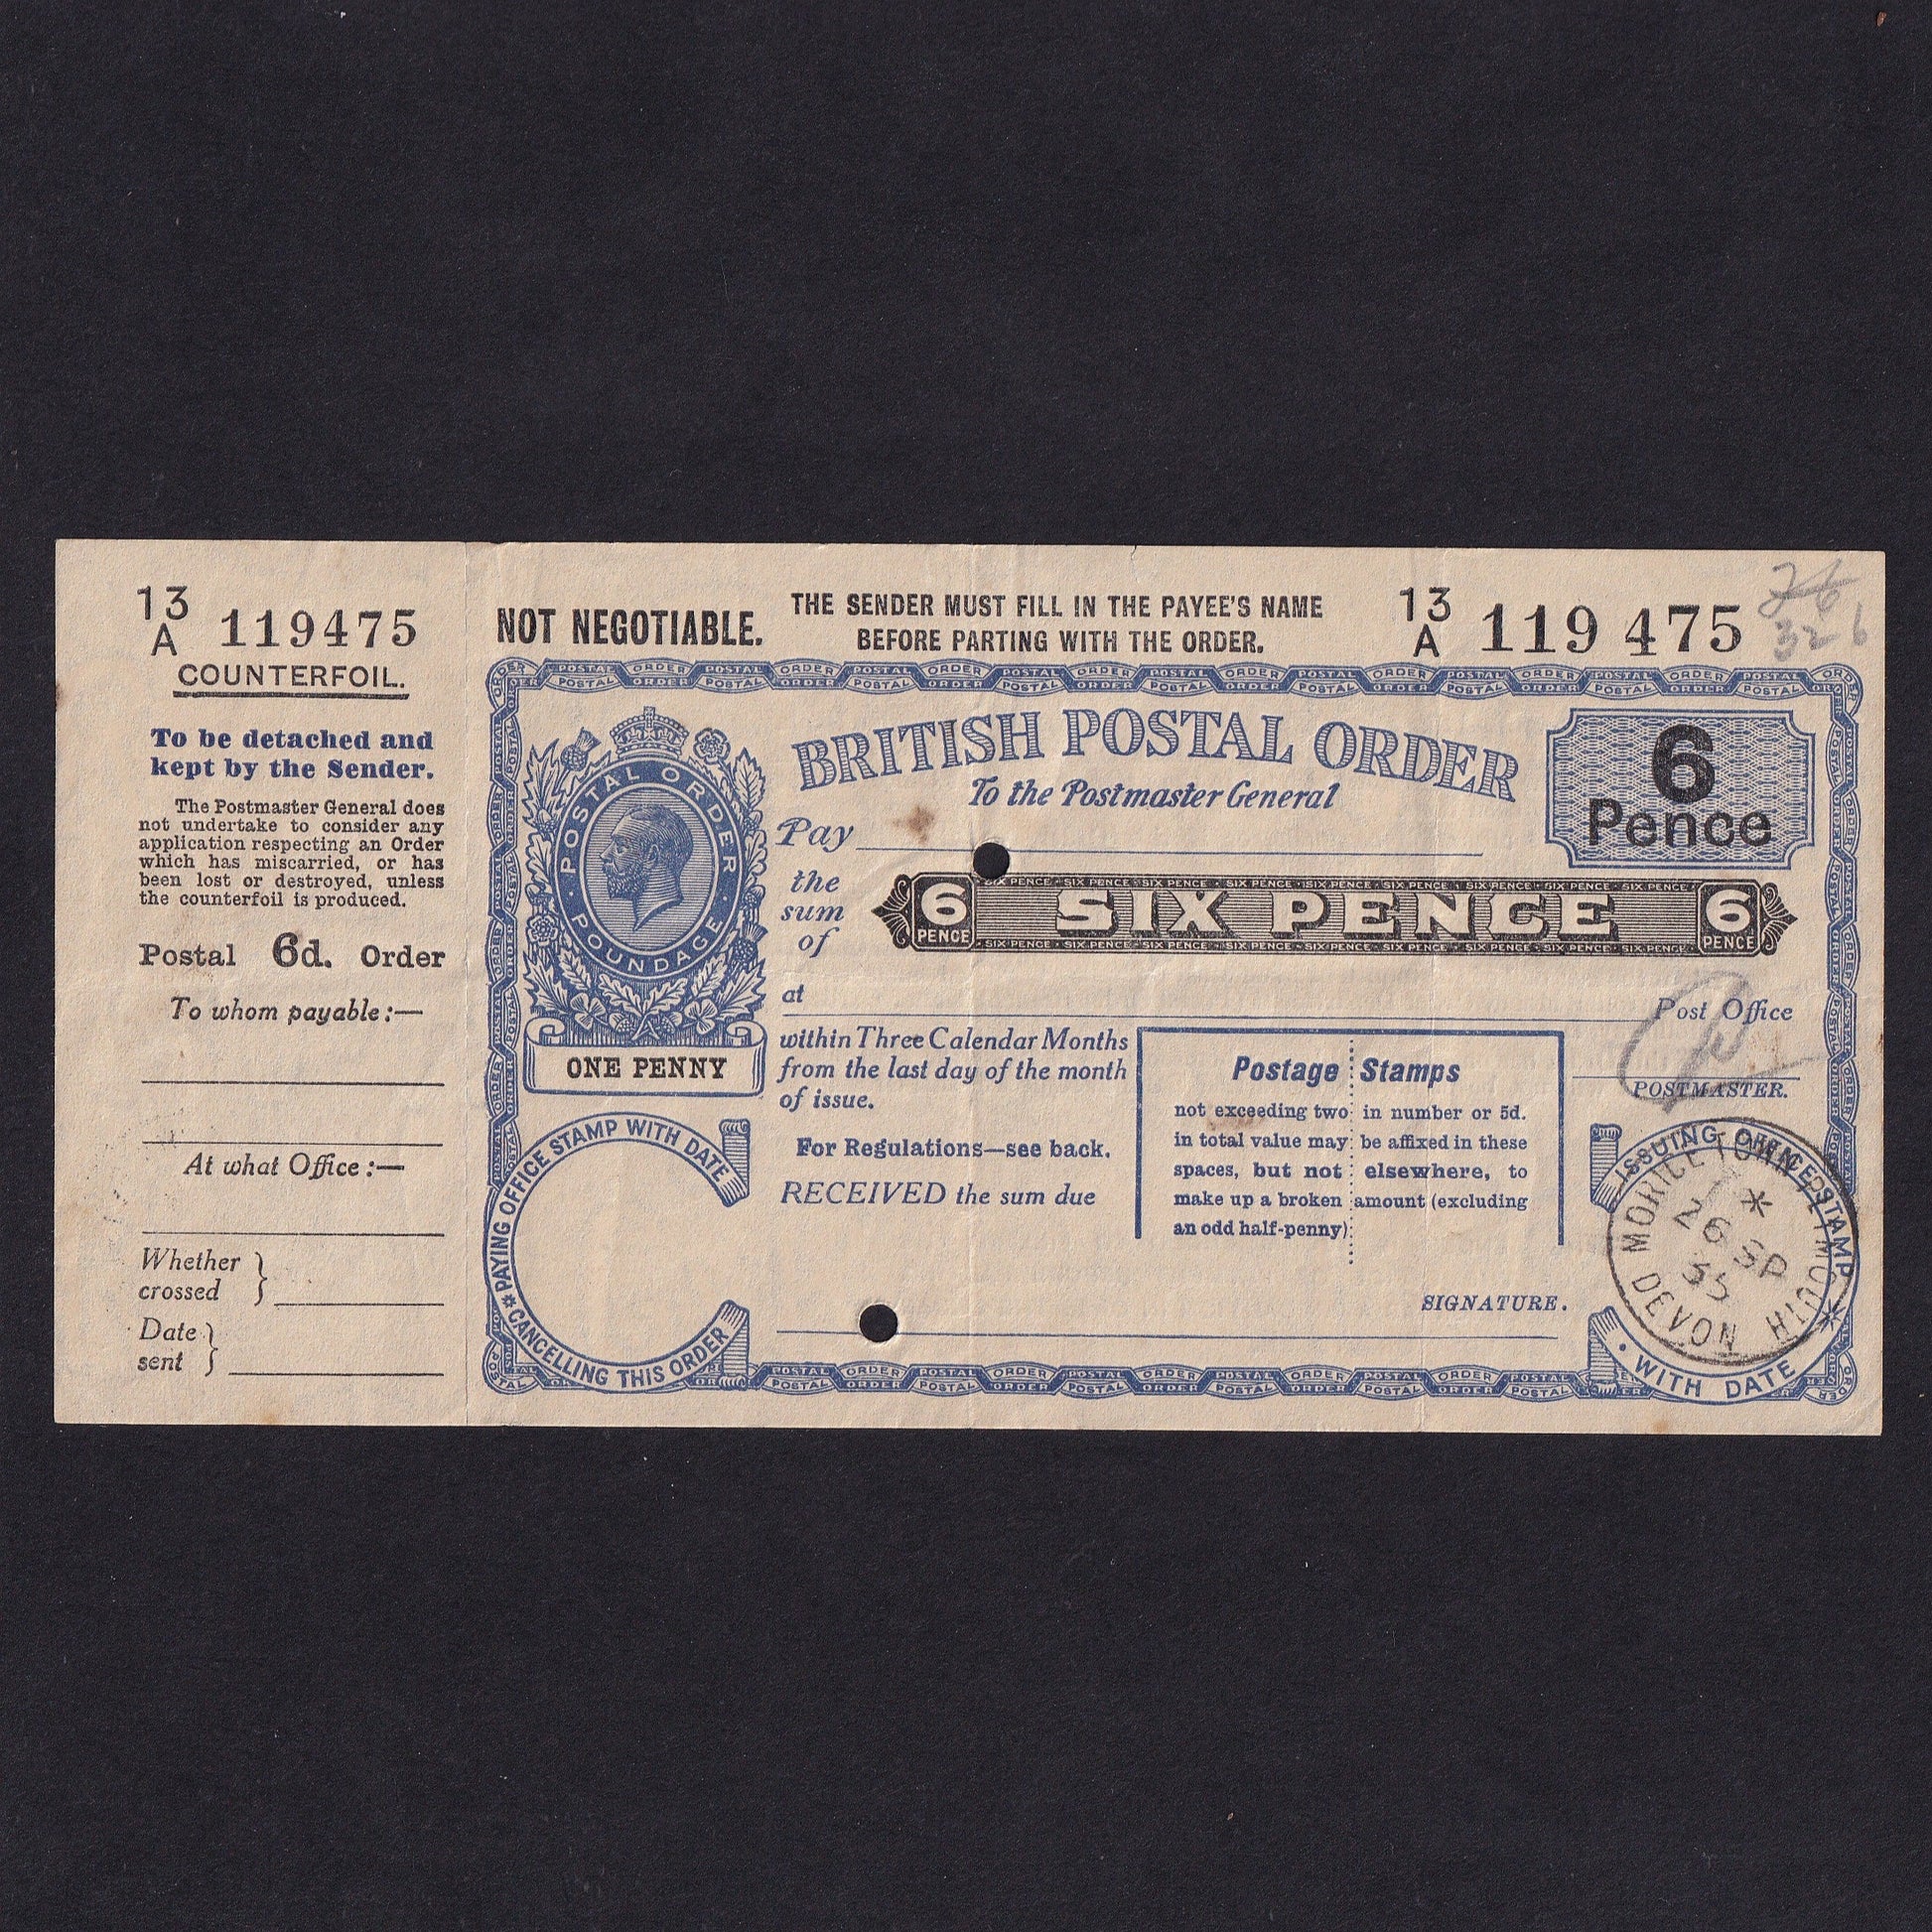 13
A 119475
COUNTERFOIL.
To be detached and
kept by the Sender.
The Postmaster General does
not undertake to consider any
application respecting an Order
which has miscarried, or has
been lost or destroyed, unless
the counterfoil is produced.
Postal 6d. Order
To whom payable:—
At what Office:—
Whether
crossed
Date
sent
NOT NEGOTIABLE.
THE SENDER MUST FILL IN THE PAYEE'S NAME
BEFORE PARTING WITH THE ORDER.
13
A 119 475
326
BRITISH POSTAL ORDER
To the Postmaster General
6
Pence
POSTAL ORDER
POUNDAGE
ONE PENNY
Pay
the
sum
of
6 PENCE
SIX PENCE
6 PENCE
at
Post Office
within Three Calendar Months
from the last day of the month
of issue.
For Regulations—see back.
RECEIVED the sum due
Postage Stamps
not exceeding two in number or 5d.
in total value may be affixed in these
spaces, but not elsewhere, to
make up a broken amount (excluding
an odd half-penny)
POSTMASTER.
PAYING OFFICE STAMP WITH DATE
CANCELLING THIS ORDER
SIGNATURE.
ISSUING OFFICE STAMP
WITH DATE
MORICE TOWN PLYMOUTH
26 SP
35
DEVON